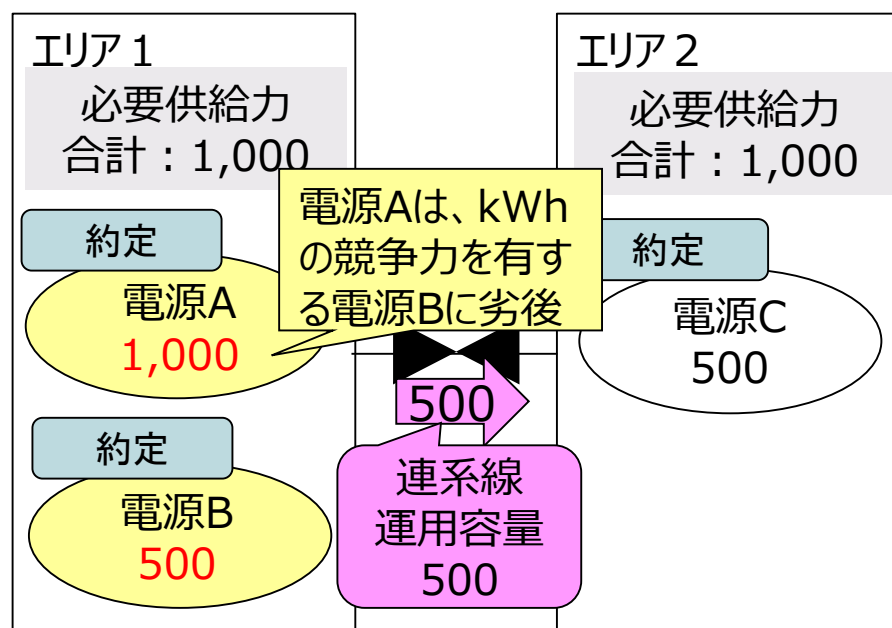 エリア１
必要供給力
合計：1,000
約定
電源A
1,000
約定
電源B
500
電源Aは、kWh
の競争力を有す
る電源Bに劣後
500
連系線
運用容量
500
エリア２
必要供給力
合計：1,000
約定
電源C
500